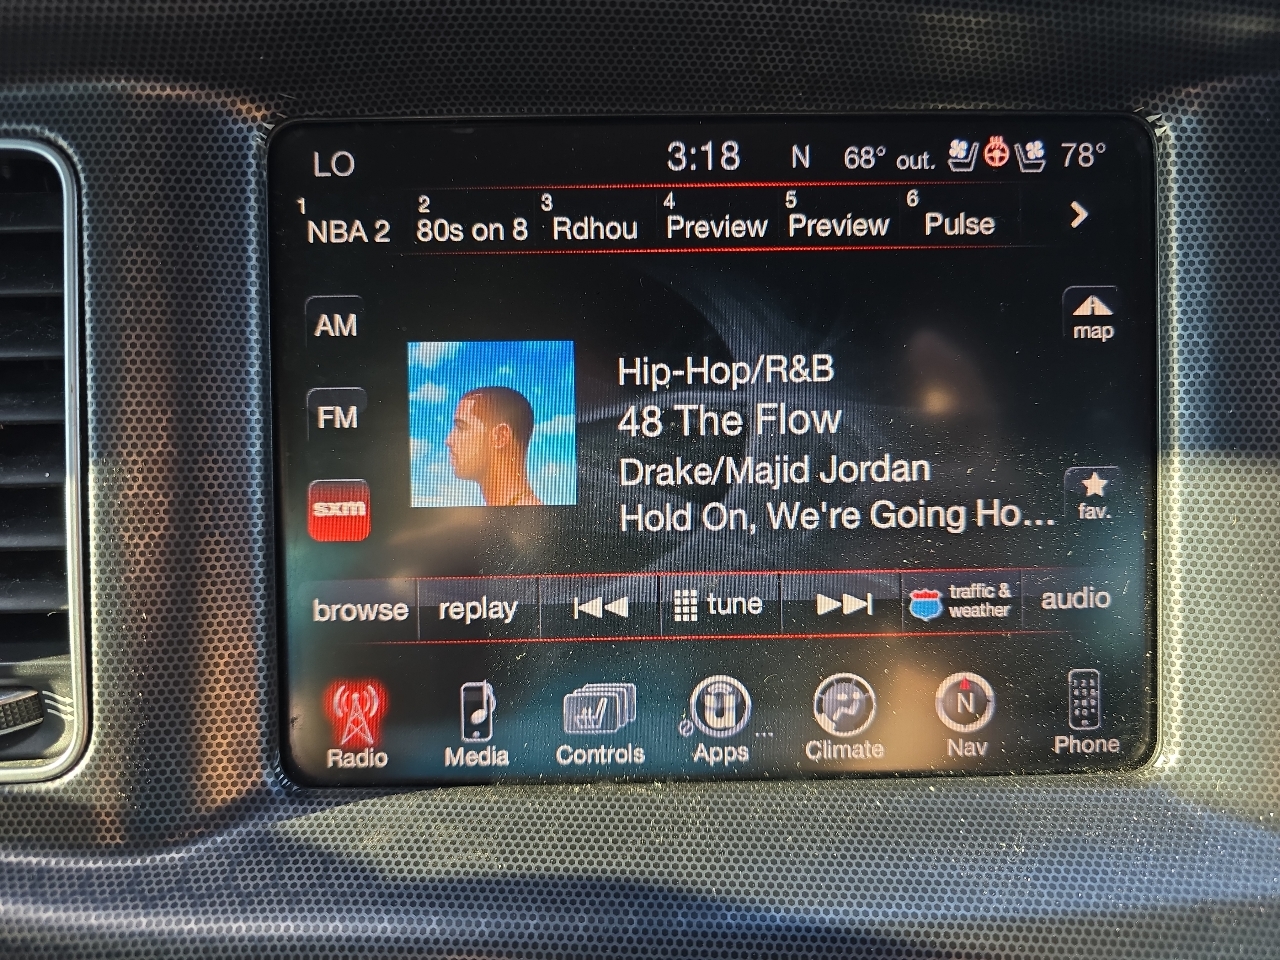 LO 3:18 N 68° out. 78°
1 2 3 4 5 6
NBA 2 80s on 8 Rdhou Preview Preview Pulse
AM
map
FM
Hip-Hop/R&B
48 The Flow
Drake/Majid Jordan
sxm
Hold On, We're Going Ho...
fav.
browse replay tune traffic & weather audio
Radio Media Controls Apps ... Climate N Nav Phone